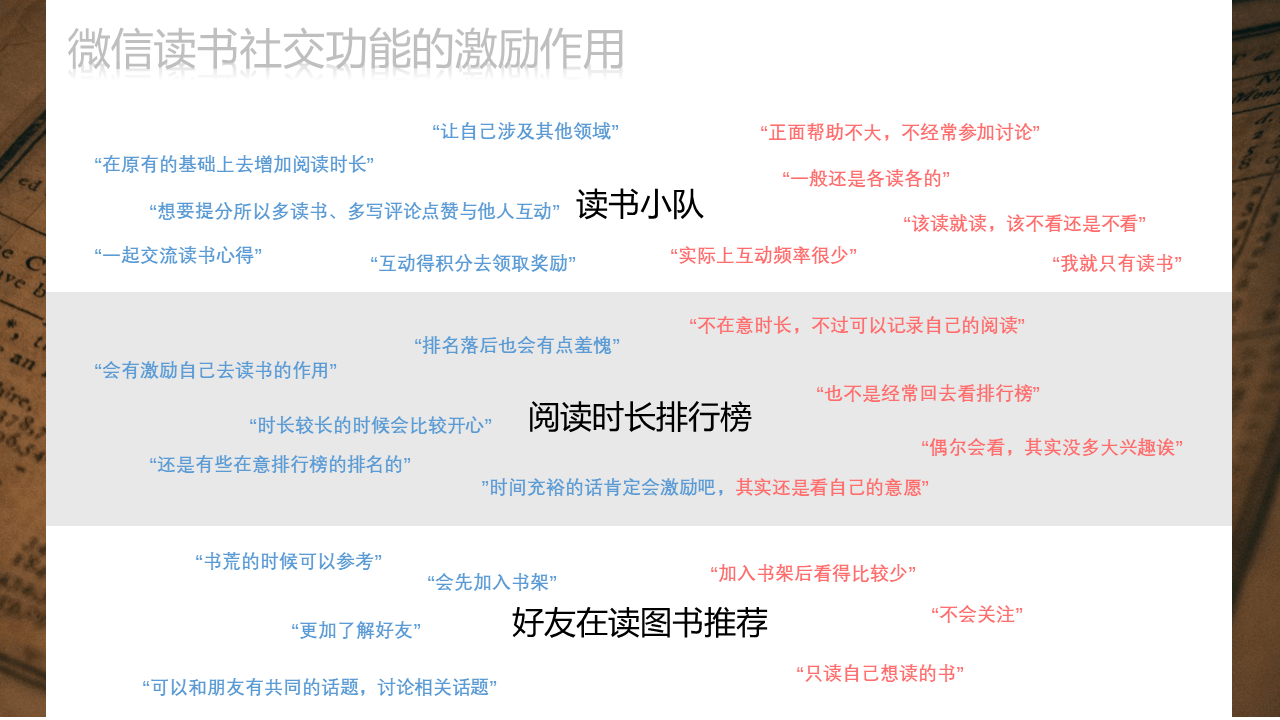 微信读书社交功能的激励作用
“让自己涉及其他领域”
“正面帮助不大，不经常参加讨论”
“在原有的基础上去增加阅读时长”
“一般还是各读各的”
“想要提分所以多读书、多写评论点赞与他人互动”
读书小队
“该读就读，该不看还是不看”
“一起交流读书心得”
“互动得积分去领取奖励”
“实际上互动频率很少”
“我就只有读书”
“不在意时长，不过可以记录自己的阅读”
“排名落后也会有点羞愧”
“会有激励自己去读书的作用”
“也不是经常回去看排行榜”
阅读时长排行榜
“时长较长的时候会比较开心”
“偶尔会看，其实没多大兴趣诶”
“还是有些在意排行榜的排名的”
”时间充裕的话肯定会激励吧，其实还是看自己的意愿”
“书荒的时候可以参考”
“会先加入书架”
“加入书架后看得比较少”
“不会关注”
好友在读图书推荐
“更加了解好友”
“只读自己想读的书”
“可以和朋友有共同的话题，讨论相关话题”